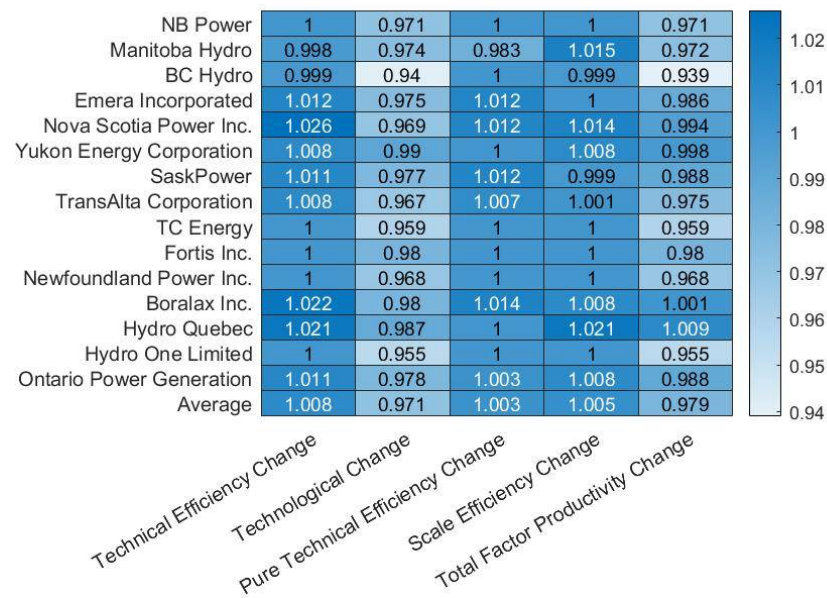 NB Power 1 0.971 1 1 0.971
Manitoba Hydro 0.998 0.974 0.983 1.015 0.972
BC Hydro 0.999 0.94 1 0.999 0.939
Emera Incorporated 1.012 0.975 1.012 1 0.986
Nova Scotia Power Inc. 1.026 0.969 1.012 1.014 0.994
Yukon Energy Corporation 1.008 0.99 1 1.008 0.998
SaskPower 1.011 0.977 1.012 0.999 0.988
TransAlta Corporation 1.008 0.967 1.007 1.001 0.975
TC Energy 1 0.959 1 1 0.959
Fortis Inc. 1 0.98 1 1 0.98
Newfoundland Power Inc. 1 0.968 1 1 0.968
Boralax Inc. 1.022 0.98 1.014 1.008 1.001
Hydro Quebec 1.021 0.987 1 1.021 1.009
Hydro One Limited 1 0.955 1 1 0.955
Ontario Power Generation 1.011 0.978 1.003 1.008 0.988
Average 1.008 0.971 1.003 1.005 0.979
Technical Efficiency Change
Technological Change
Pure Technical Efficiency Change
Scale Efficiency Change
Total Factor Productivity Change
1.02
1.01
1
0.99
0.98
0.97
0.96
0.95
0.94